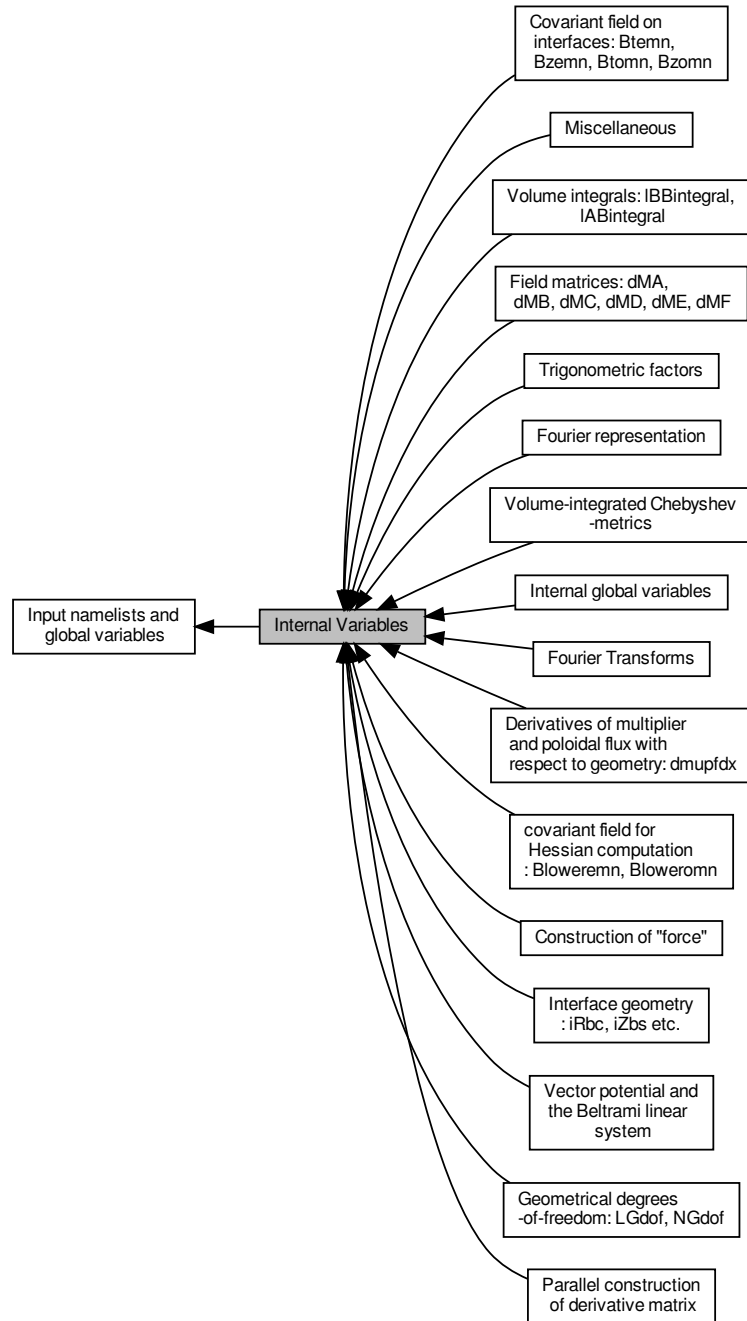 Covariant field on
interfaces: Btemn,
Bzemn, Btomn, Bzomn
Miscellaneous
Volume integrals: lBBintegral,
lABintegral
Field matrices: dMA,
dMB, dMC, dMD, dME, dMF
Trigonometric factors
Fourier representation
Volume-integrated Chebyshev
-metrics
Internal global variables
Input namelists and
global variables
Internal Variables
Fourier Transforms
Derivatives of multiplier
and poloidal flux with
respect to geometry: dmupfdx
covariant field for
Hessian computation
: Bloweremn, Bloweromn
Construction of "force"
Interface geometry
: iRbc, iZbs etc.
Vector potential and
the Beltrami linear
system
Geometrical degrees
-of-freedom: LGdof, NGdof
Parallel construction
of derivative matrix